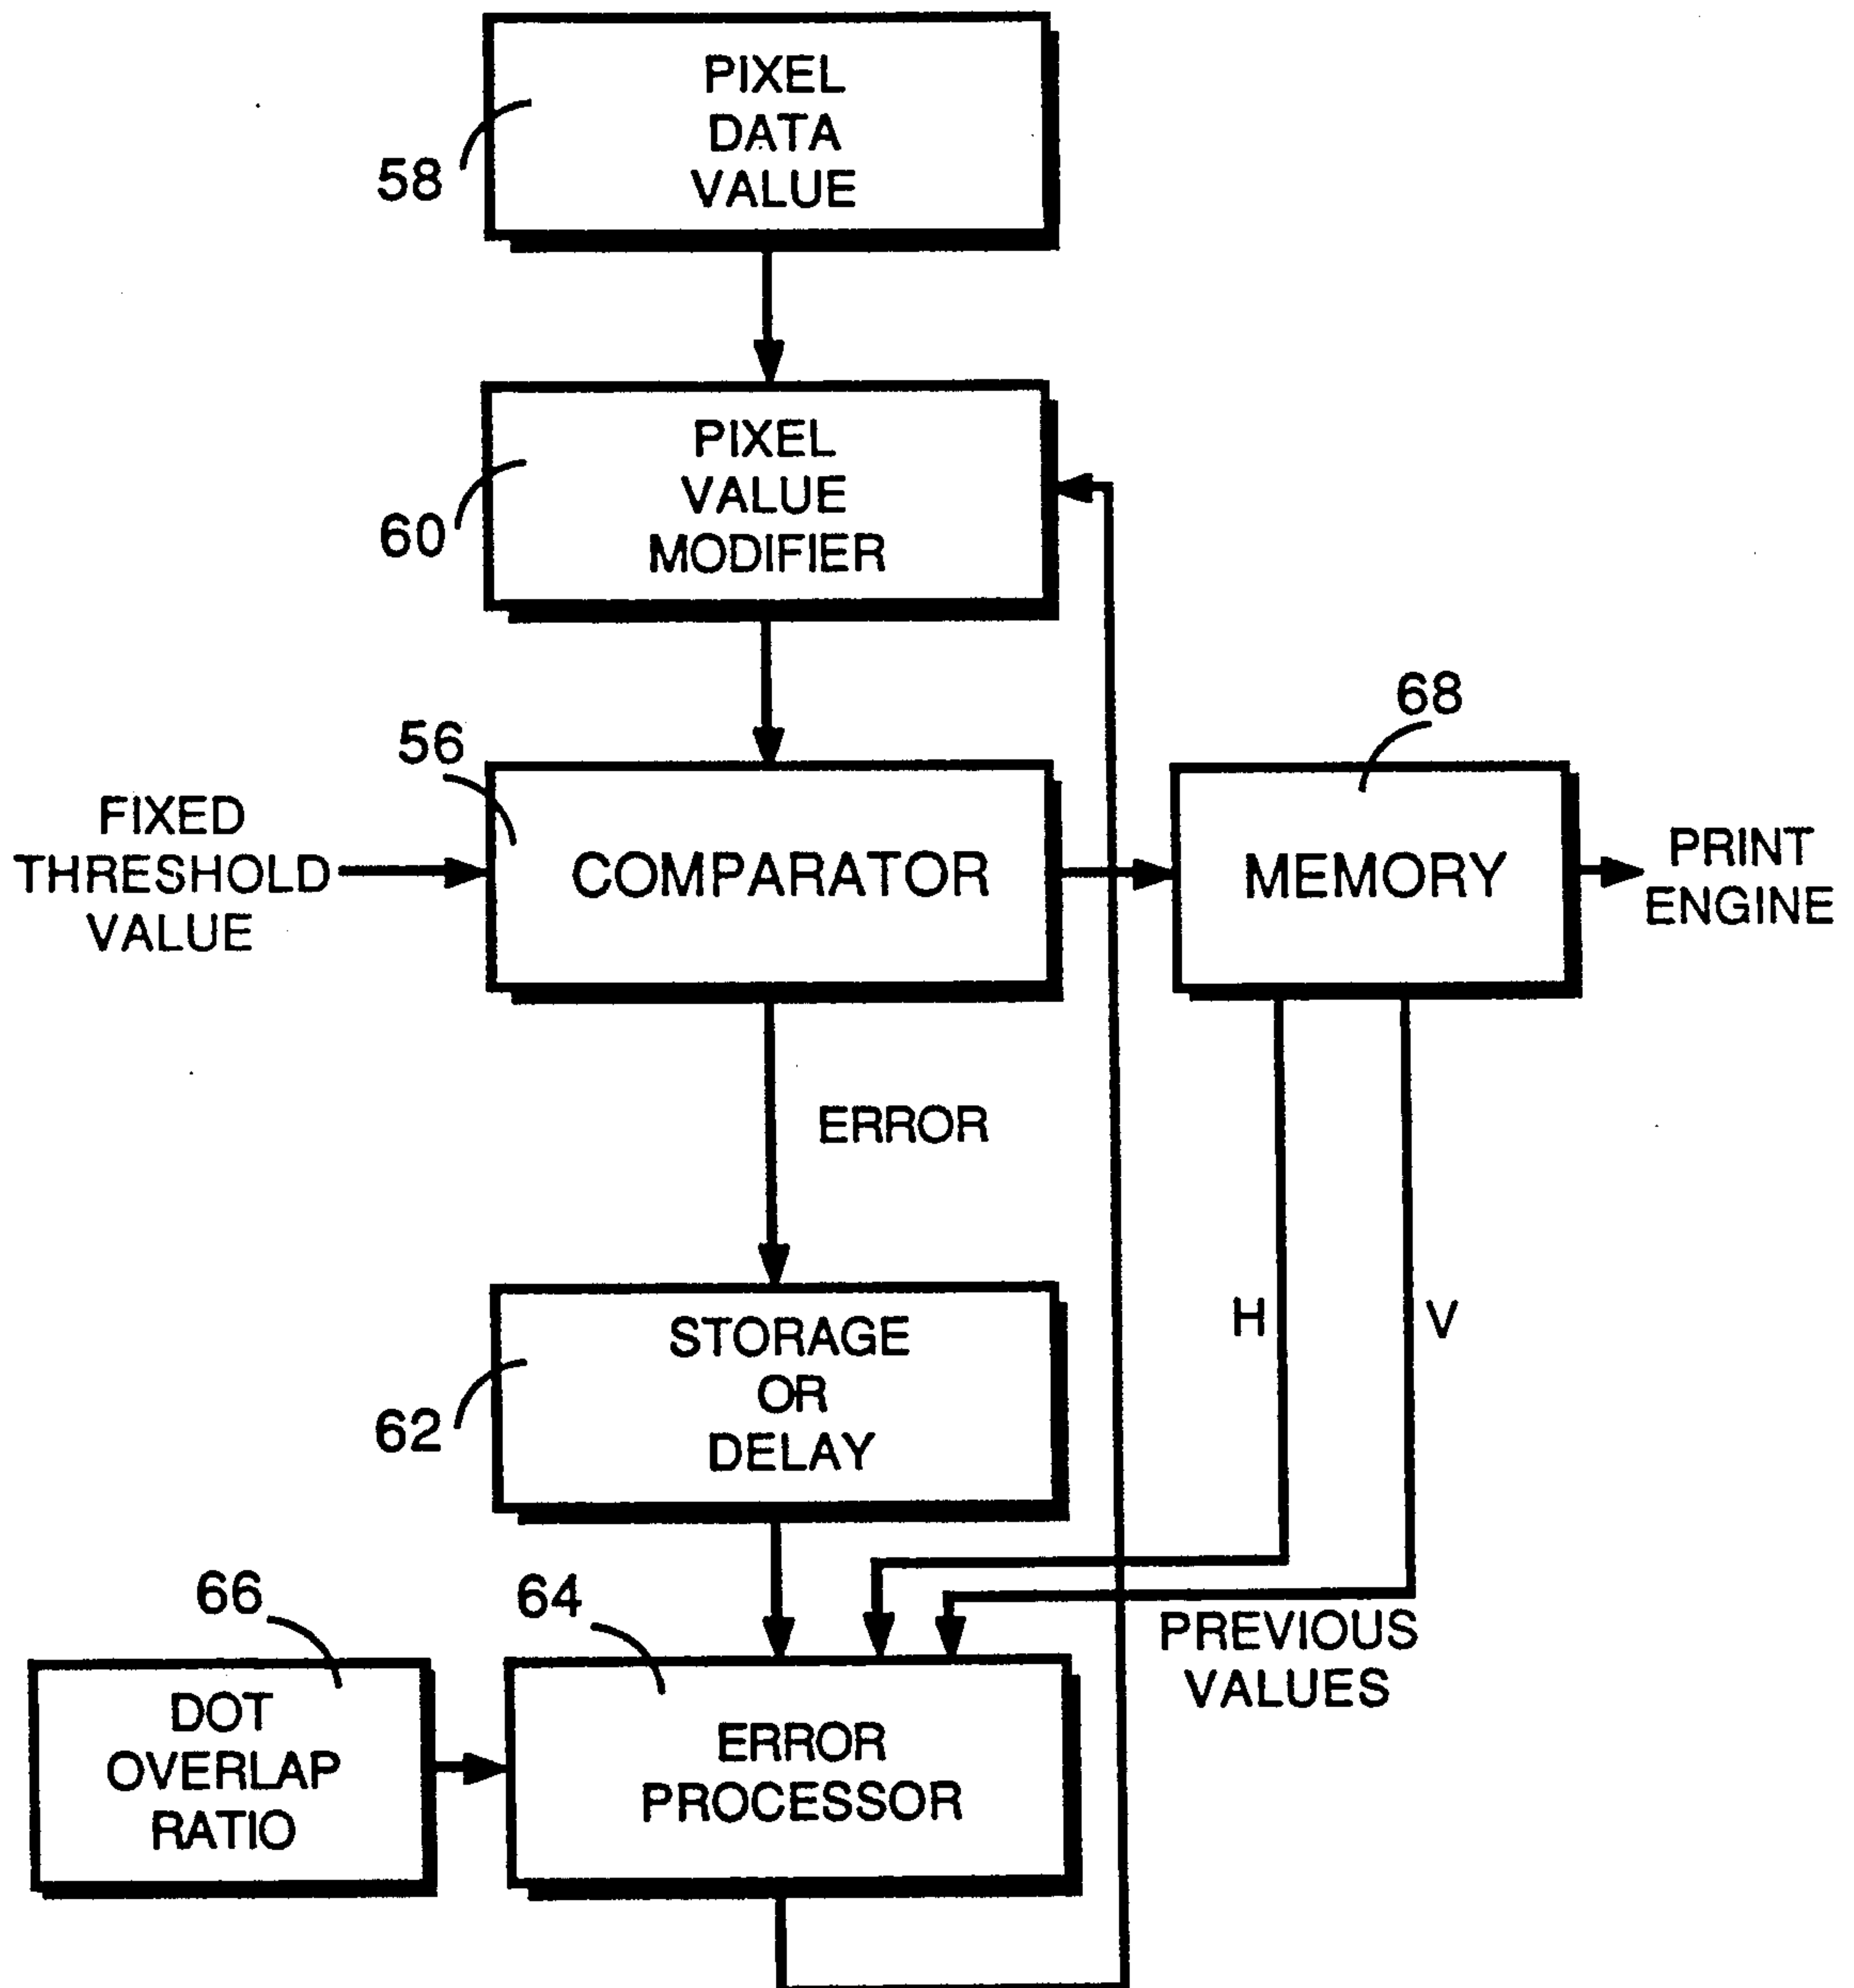 PIXEL
DATA
VALUE
58
PIXEL
VALUE
MODIFIER
60
68
56
FIXED
THRESHOLD
VALUE
COMPARATOR
MEMORY
PRINT
ENGINE
ERROR
H
V
STORAGE
OR
DELAY
62
66
64
PREVIOUS
VALUES
DOT
OVERLAP
RATIO
ERROR
PROCESSOR